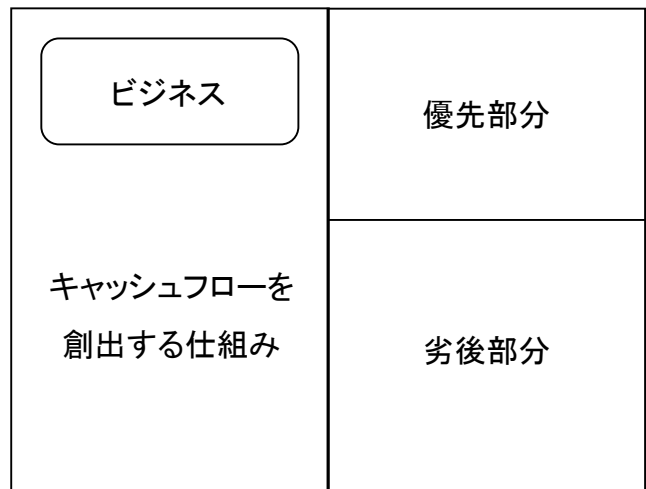 ビジネス
キャッシュフローを
創出する仕組み
優先部分
劣後部分